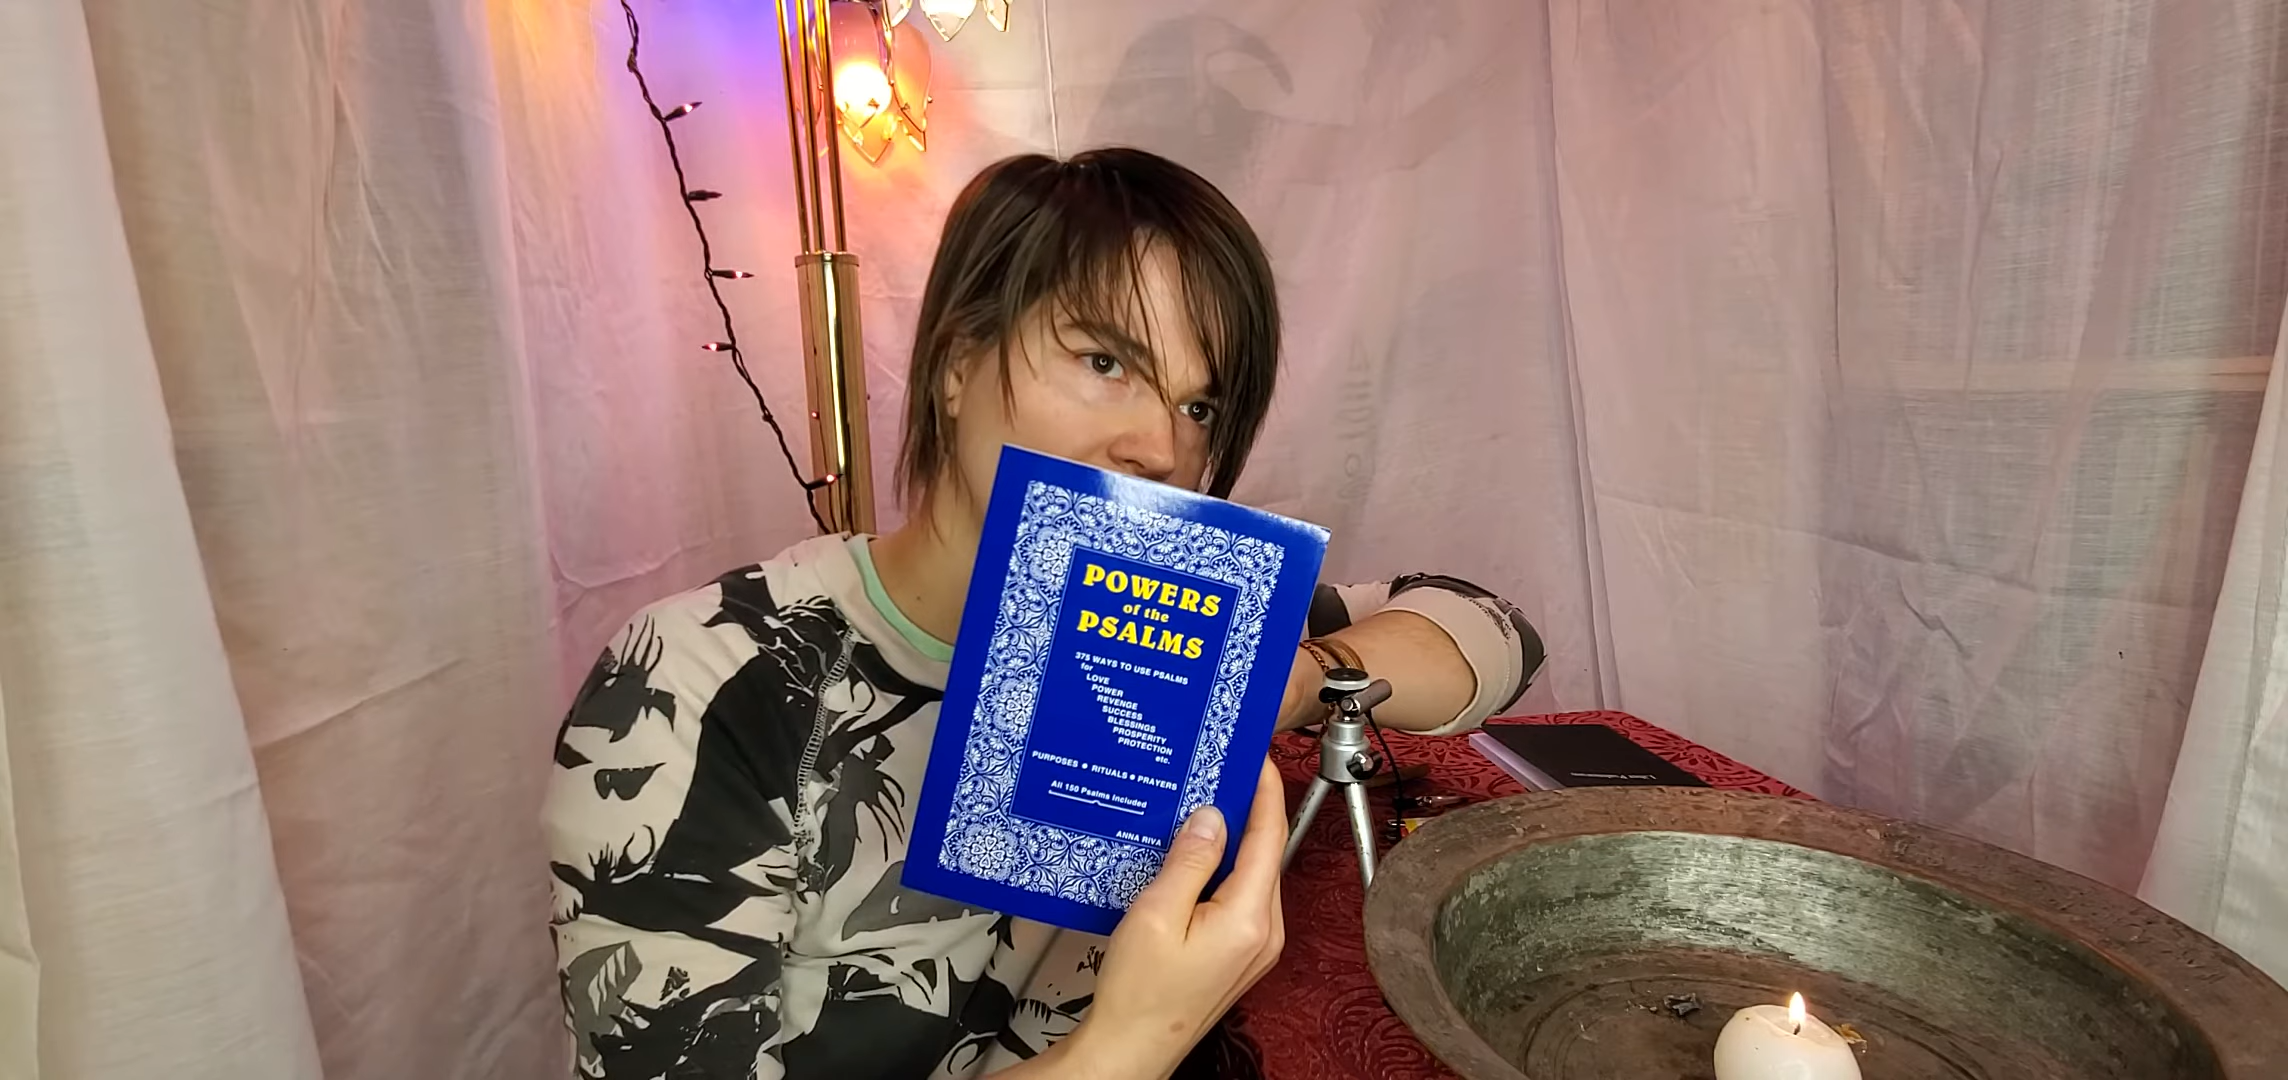 POWERS
of the
PSALMS
375 WAYS TO USE PSALMS
for
LOVE
POWER
REVENGE
SUCCESS
BLESSINGS
PROSPERITY
PROTECTION
etc.
PURPOSES ● RITUALS ● PRAYERS
All 150 Psalms Included
ANNA RIVA